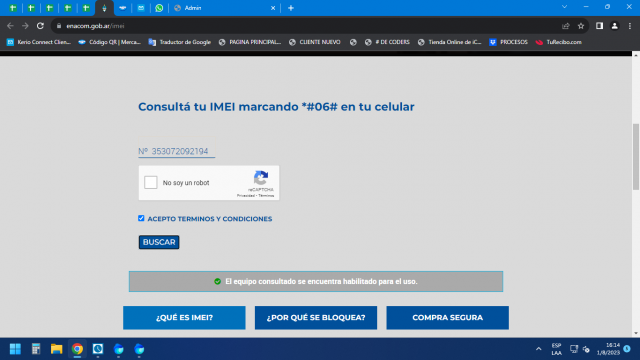 Admin
enacom.gob.ar/imei
Kerio Connect Clien... Código CJR | Merca... Traductor de Google PAGINA PRINCIPAL... CLIENTE NUEVO # DE CODERS Tienda Online de iC... PROCESOS TuRecibo.com
Consultá tu IMEI marcando *#06# en tu celular
Nº 353072092194
No soy un robot
reCAPTCHA
Privacidad - Términos
ACEPTO TERMINOS Y CONDICIONES
BUSCAR
El equipo consultado se encuentra habilitado para el uso.
¿QUÉ ES IMEI? ¿POR QUÉ SE BLOQUEA? COMPRA SEGURA
ESP
LAA
16:14
1/8/2023